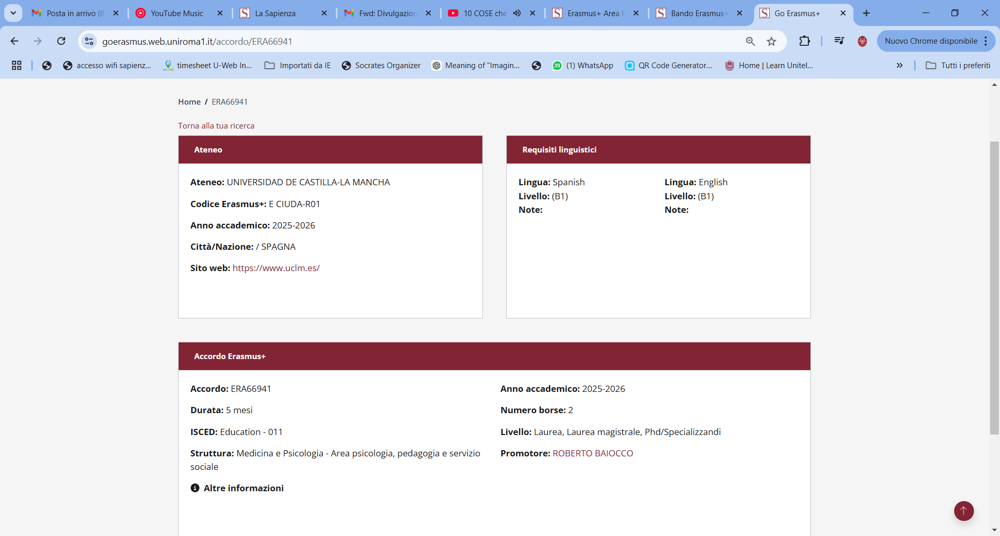 Posta in arrivo (8
YouTube Music
La Sapienza
Fwd: Divulgazion
10 COSE che
Erasmus+ Area P
Bando Erasmus+
Go Erasmus+
goerasmus.web.uniroma1.it/accordo/ERA66941
Nuovo Chrome disponibile
accesso wifi sapienz...
timesheet U-Web In...
Importati da IE
Socrates Organizer
Meaning of "Imagin...
39
(1) WhatsApp
QR Code Generator...
Home | Learn Unitel...
Tutti i preferiti
Home / ERA66941
Torna alla tua ricerca
Ateneo
Ateneo: UNIVERSIDAD DE CASTILLA-LA MANCHA
Codice Erasmus+: E CIUDA-R01
Anno accademico: 2025-2026
Città/Nazione: / SPAGNA
Sito web: https://www.uclm.es/
Requisiti linguistici
Lingua: Spanish
Livello: (B1)
Note:
Lingua: English
Livello: (B1)
Note:
Accordo Erasmus+
Accordo: ERA66941
Durata: 5 mesi
ISCED: Education - 011
Struttura: Medicina e Psicologia - Area psicologia, pedagogia e servizio
sociale
Altre informazioni
Anno accademico: 2025-2026
Numero borse: 2
Livello: Laurea, Laurea magistrale, Phd/Specializzandi
Promotore: ROBERTO BAIOCCO